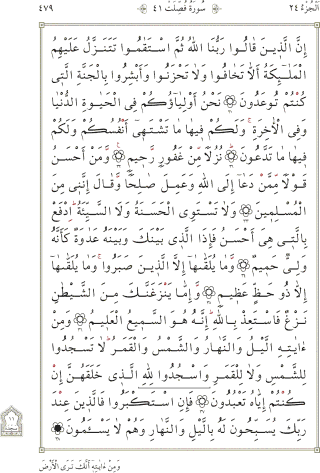 الجزء ٢٤ سورة فصلت ٤١ ٤٧٩
إِنَّ ٱلَّذِينَ قَالُوا۟ رَبُّنَا ٱللَّهُ ثُمَّ ٱسْتَقَـٰمُوا۟ تَتَنَزَّلُ عَلَيْهِمُ
ٱلْمَلَـٰٓئِكَةُ أَلَّا تَخَافُوا۟ وَلَا تَحْزَنُوا۟ وَأَبْشِرُوا۟ بِٱلْجَنَّةِ ٱلَّتِى
كُنتُمْ تُوعَدُونَ ۝ نَحْنُ أَوْلِيَآؤُكُمْ فِى ٱلْحَيَوٰةِ ٱلدُّنْيَا
وَفِى ٱلْـَٔاخِرَةِ ۖ وَلَكُمْ فِيهَا مَا تَشْتَهِىٓ أَنفُسُكُمْ وَلَكُمْ
فِيهَا مَا تَدَّعُونَ ۝ نُزُلًا مِّنْ غَفُورٍ رَّحِيمٍ ۝ وَمَنْ أَحْسَنُ
قَوْلًا مِّمَّن دَعَآ إِلَى ٱللَّهِ وَعَمِلَ صَـٰلِحًا وَقَالَ إِنَّنِى مِنَ
ٱلْمُسْلِمِينَ ۝ وَلَا تَسْتَوِى ٱلْحَسَنَةُ وَلَا ٱلسَّيِّئَةُ ۚ ٱدْفَعْ
بِٱلَّتِى هِىَ أَحْسَنُ فَإِذَا ٱلَّذِى بَيْنَكَ وَبَيْنَهُۥ عَدَٰوَةٌ كَأَنَّهُۥ
وَلِىٌّ حَمِيمٌ ۝ وَمَا يُلَقَّىٰهَآ إِلَّا ٱلَّذِينَ صَبَرُوا۟ وَمَا يُلَقَّىٰهَآ
إِلَّا ذُو حَظٍّ عَظِيمٍ ۝ وَإِمَّا يَنزَغَنَّكَ مِنَ ٱلشَّيْطَـٰنِ
نَزْغٌ فَٱسْتَعِذْ بِٱللَّهِ ۖ إِنَّهُۥ هُوَ ٱلسَّمِيعُ ٱلْعَلِيمُ ۝ وَمِنْ
ءَايَـٰتِهِ ٱلَّيْلُ وَٱلنَّهَارُ وَٱلشَّمْسُ وَٱلْقَمَرُ ۚ لَا تَسْجُدُوا۟
لِلشَّمْسِ وَلَا لِلْقَمَرِ وَٱسْجُدُوا۟ لِلَّهِ ٱلَّذِى خَلَقَهُنَّ إِن
كُنتُمْ إِيَّاهُ تَعْبُدُونَ ۝ فَإِنِ ٱسْتَكْبَرُوا۟ فَٱلَّذِينَ عِندَ
رَبِّكَ يُسَبِّحُونَ لَهُۥ بِٱلَّيْلِ وَٱلنَّهَارِ وَهُمْ لَا يَسْـَٔمُونَ ۝
وَمِنْ ءَايَـٰتِهِۦٓ أَنَّكَ تَرَى ٱلْأَرْضَ